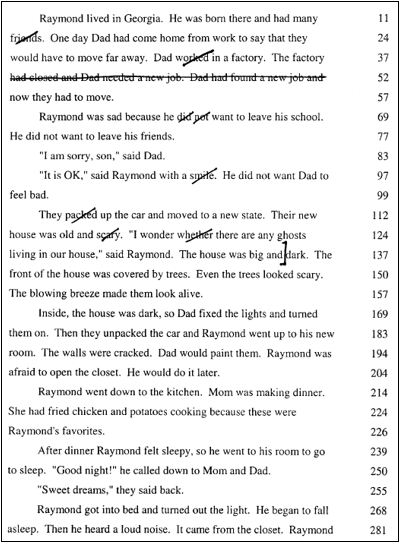 Raymond lived in Georgia. He was born there and had many 11
friends. One day Dad had come home from work to say that they 24
would have to move far away. Dad worked in a factory. The factory 37
had closed and Dad needed a new job. Dad had found a new job and 52
now they had to move. 57
Raymond was sad because he did not want to leave his school. 69
He did not want to leave his friends. 77
"I am sorry, son," said Dad. 83
"It is OK," said Raymond with a smile. He did not want Dad to 97
feel bad. 99
They packed up the car and moved to a new state. Their new 112
house was old and scary. "I wonder whether there are any ghosts 124
living in our house," said Raymond. The house was big and]dark. The 137
front of the house was covered by trees. Even the trees looked scary. 150
The blowing breeze made them look alive. 157
Inside, the house was dark, so Dad fixed the lights and turned 169
them on. Then they unpacked the car and Raymond went up to his new 183
room. The walls were cracked. Dad would paint them. Raymond was 194
afraid to open the closet. He would do it later. 204
Raymond went down to the kitchen. Mom was making dinner. 214
She had fried chicken and potatoes cooking because these were 224
Raymond's favorites. 226
After dinner Raymond felt sleepy, so he went to his room to go 239
to sleep. "Good night!" he called down to Mom and Dad. 250
"Sweet dreams," they said back. 255
Raymond got into bed and turned out the light. He began to fall 268
asleep. Then he heard a loud noise. It came from the closet. Raymond 281